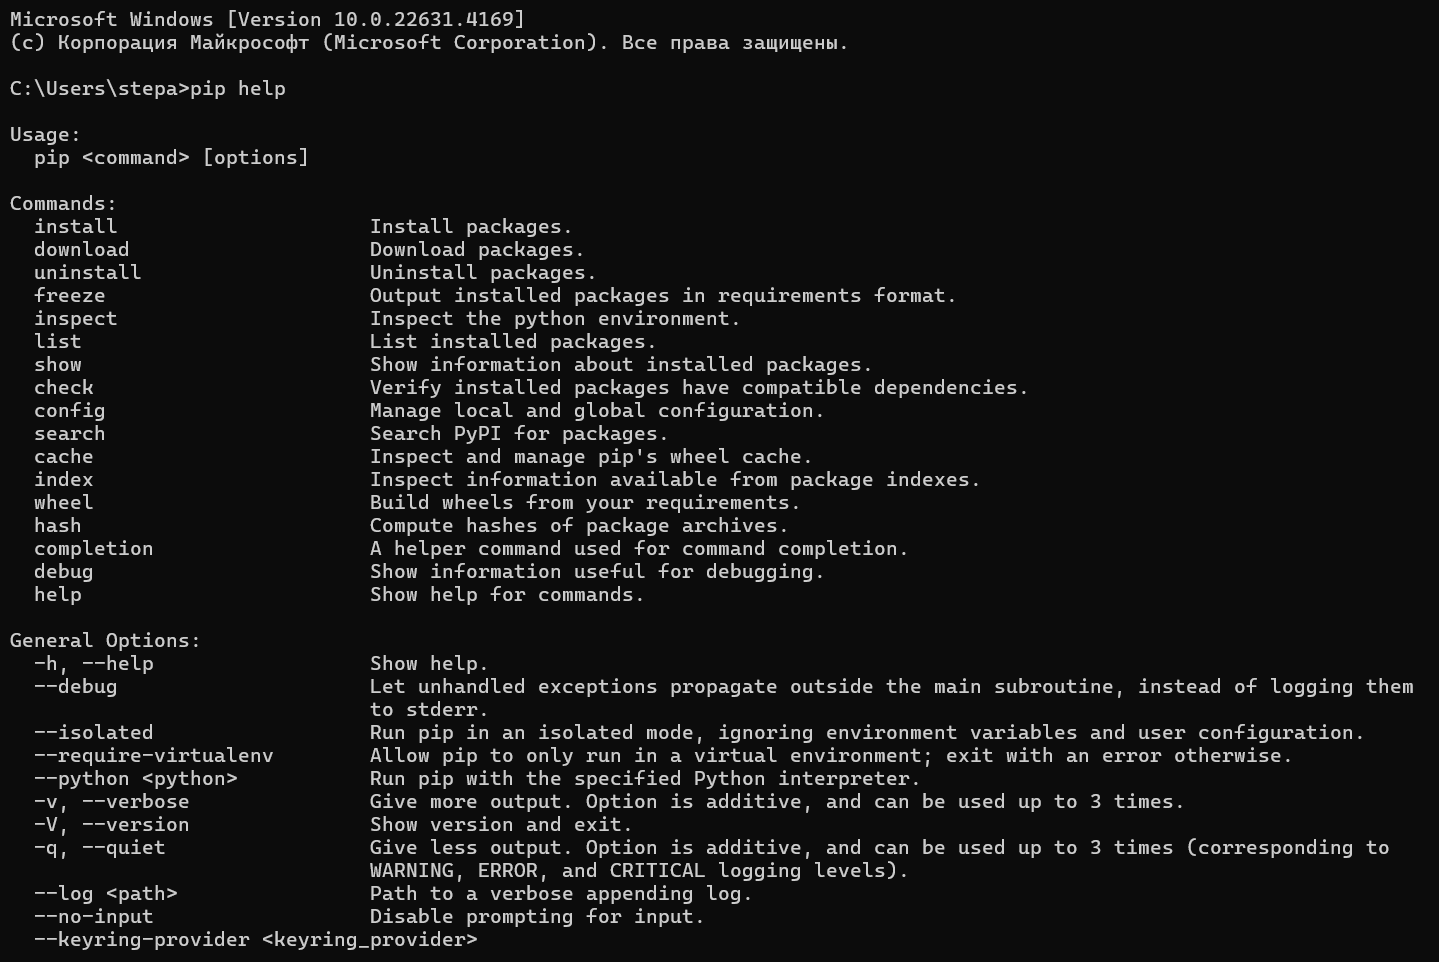 Microsoft Windows [Version 10.0.22631.4169]
(c) Корпорация Майкрософт (Microsoft Corporation). Все права защищены.
C:\Users\stepa>pip help
Usage:
pip <command> [options]
Commands:
install Install packages.
download Download packages.
uninstall Uninstall packages.
freeze Output installed packages in requirements format.
inspect Inspect the python environment.
list List installed packages.
show Show information about installed packages.
check Verify installed packages have compatible dependencies.
config Manage local and global configuration.
search Search PyPI for packages.
cache Inspect and manage pip's wheel cache.
index Inspect information available from package indexes.
wheel Build wheels from your requirements.
hash Compute hashes of package archives.
completion A helper command used for command completion.
debug Show information useful for debugging.
help Show help for commands.
General Options:
-h, --help Show help.
--debug Let unhandled exceptions propagate outside the main subroutine, instead of logging them
to stderr.
--isolated Run pip in an isolated mode, ignoring environment variables and user configuration.
--require-virtualenv Allow pip to only run in a virtual environment; exit with an error otherwise.
--python <python> Run pip with the specified Python interpreter.
-v, --verbose Give more output. Option is additive, and can be used up to 3 times.
-V, --version Show version and exit.
-q, --quiet Give less output. Option is additive, and can be used up to 3 times (corresponding to
WARNING, ERROR, and CRITICAL logging levels).
--log <path> Path to a verbose appending log.
--no-input Disable prompting for input.
--keyring-provider <keyring_provider>